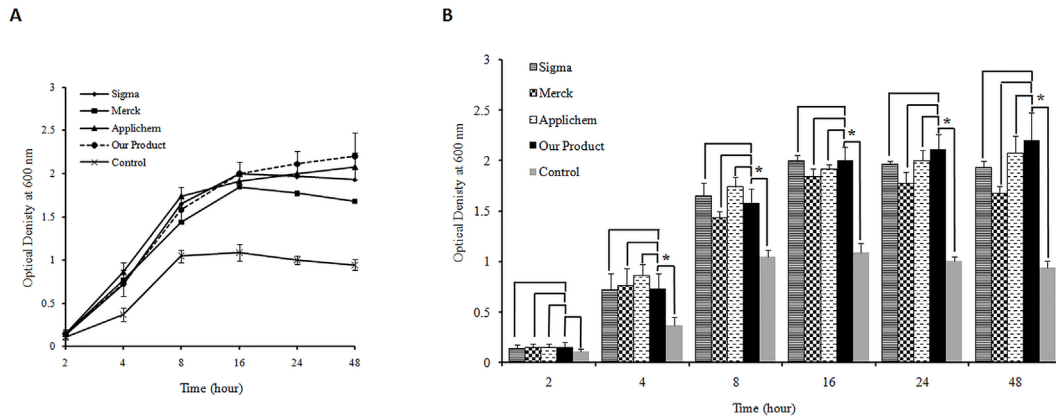 A
Optical Denisty at 600 nm
3
2.5
2
1.5
1
0.5
0
Sigma
Merck
Applichem
Our Product
Control
2 4 8 16 24 48
Time (hour)
B
Optical Denisty at 600 nm
3
2.5
2
1.5
1
0.5
0
Sigma
Merck
Applichem
Our Product
Control
* * * * *
2 4 8 16 24 48
Time (hour)